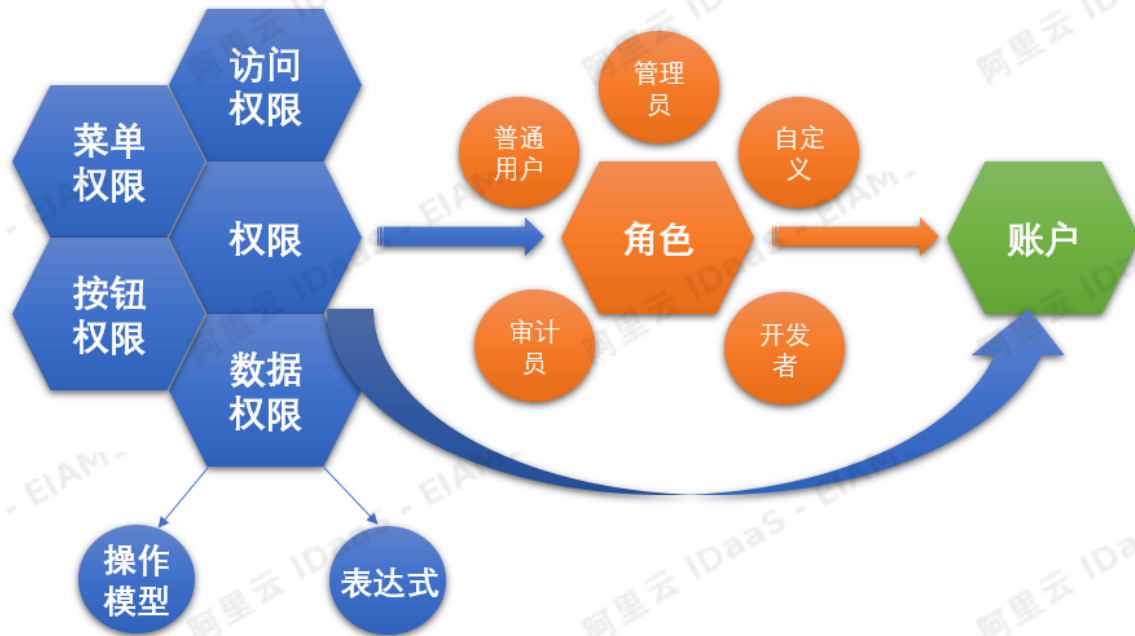 访问
权限
菜单
权限
权限
按钮
权限
数据
权限
操作
模型
表达式
管理
员
普通
用户
自定
义
角色
审计
员
开发
者
账户
阿里云 IDaaS - EIAM-